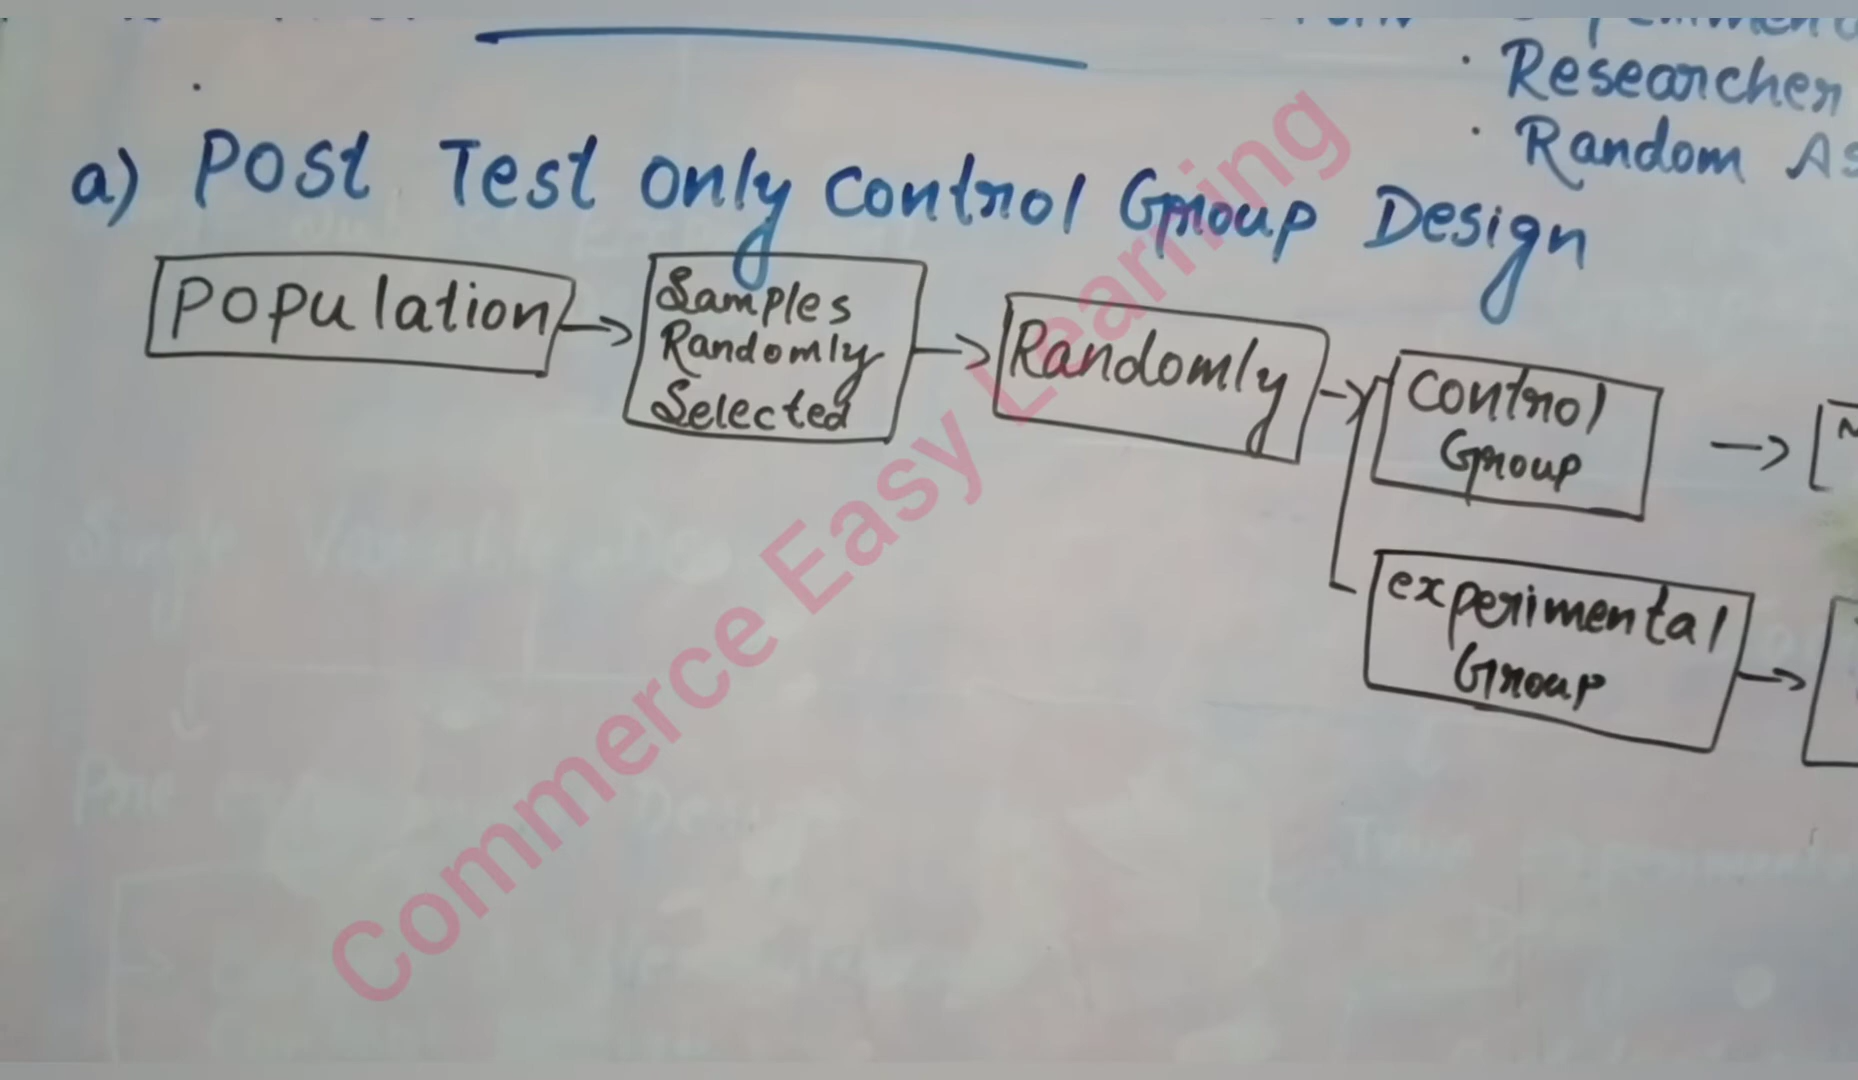 Researcher
Random
a) Post Test only Control Group Design
Population
Samples
Randomly
Selected
Randomly
Control
Group
experimental
Group
Commerce Easy Learning